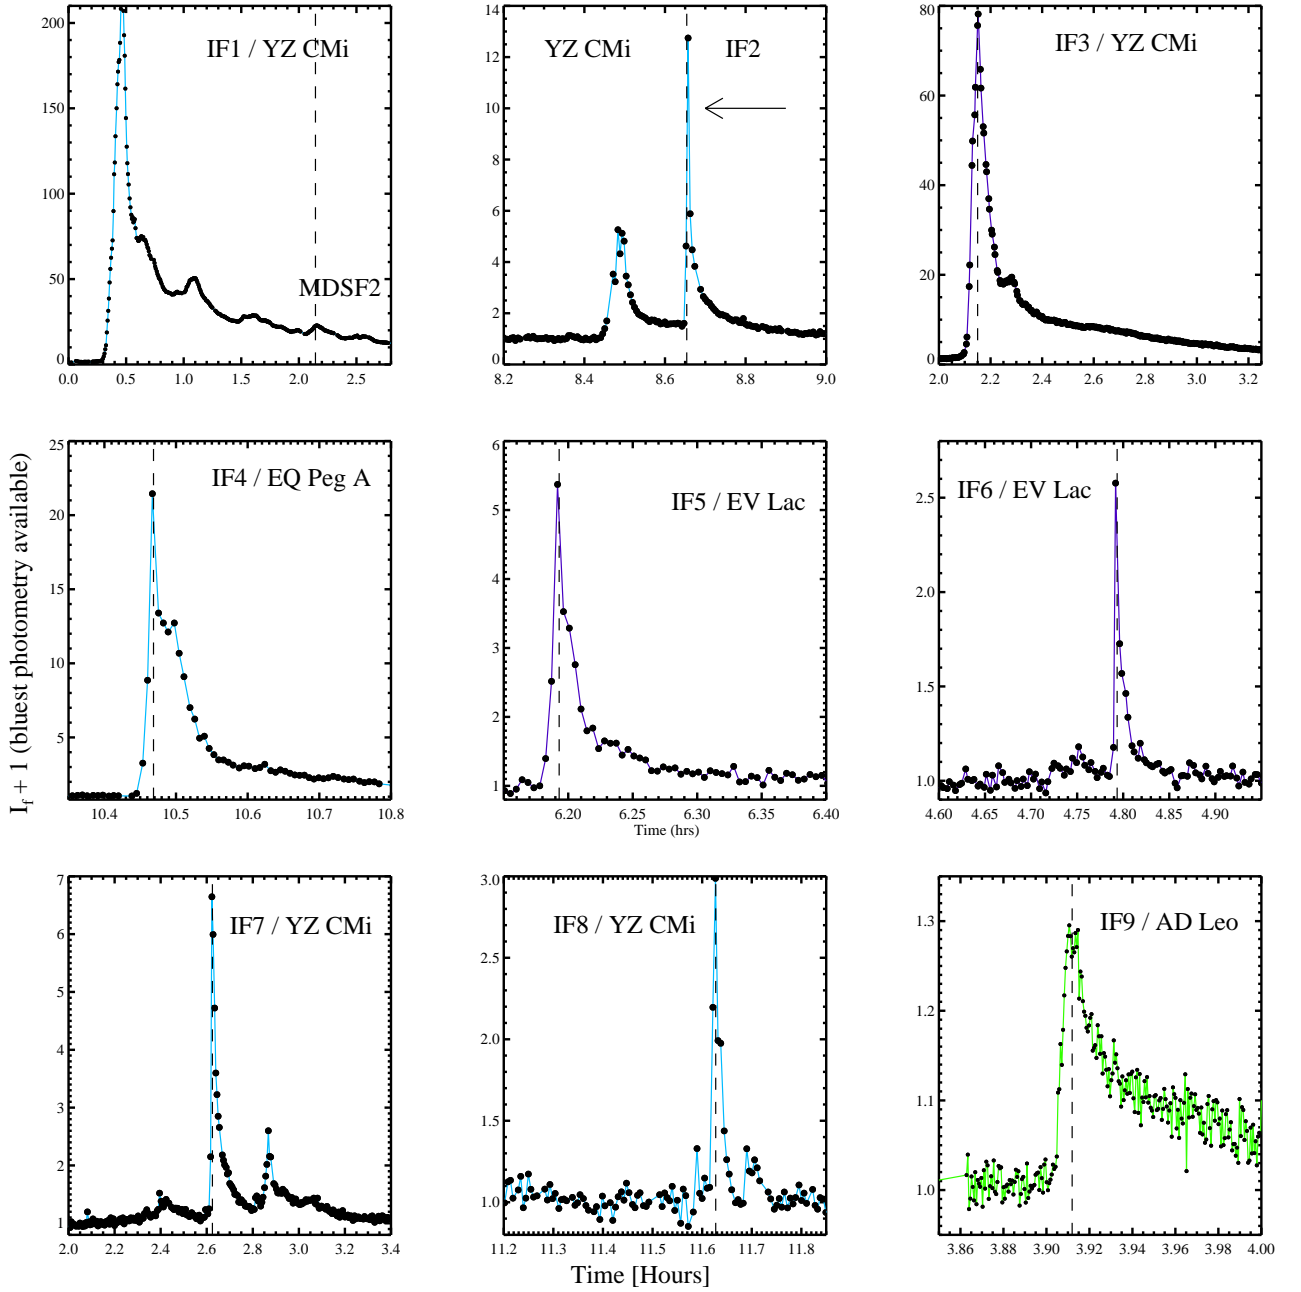 IF1 / YZ CMi
MDSF2
200
150
100
50
0
0.0 0.5 1.0 1.5 2.0 2.5
YZ CMi IF2
14
12
10
8
6
4
2
0
8.2 8.4 8.6 8.8 9.0
IF3 / YZ CMi
80
60
40
20
0
2.0 2.2 2.4 2.6 2.8 3.0 3.2
I_f + 1 (bluest photometry available)
IF4 / EQ Peg A
25
20
15
10
5
10.4 10.5 10.6 10.7 10.8
IF5 / EV Lac
6
5
4
3
2
1
6.20 6.25 6.30 6.35 6.40
Time (hrs)
IF6 / EV Lac
2.5
2.0
1.5
1.0
4.60 4.65 4.70 4.75 4.80 4.85 4.90
IF7 / YZ CMi
7
6
5
4
3
2
1
2.0 2.2 2.4 2.6 2.8 3.0 3.2 3.4
IF8 / YZ CMi
3.0
2.5
2.0
1.5
1.0
11.2 11.3 11.4 11.5 11.6 11.7 11.8
IF9 / AD Leo
1.3
1.2
1.1
1.0
3.86 3.88 3.90 3.92 3.94 3.96 3.98 4.00
Time [Hours]